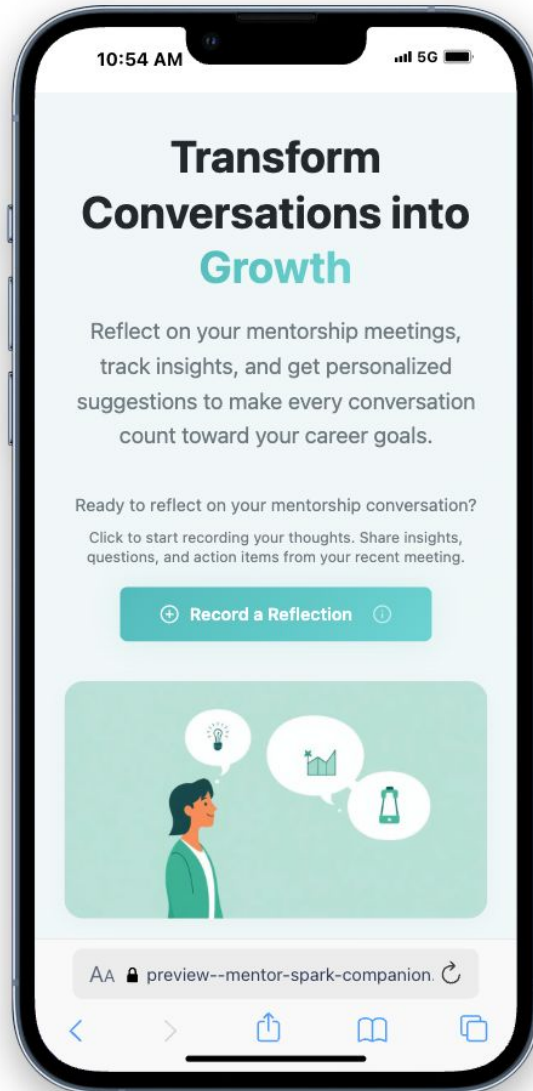 10:54 AM
5G
Transform
Conversations into
Growth
Reflect on your mentorship meetings,
track insights, and get personalized
suggestions to make every conversation
count toward your career goals.
Ready to reflect on your mentorship conversation?
Click to start recording your thoughts. Share insights,
questions, and action items from your recent meeting.
Record a Reflection
AA preview--mentor-spark-companion.